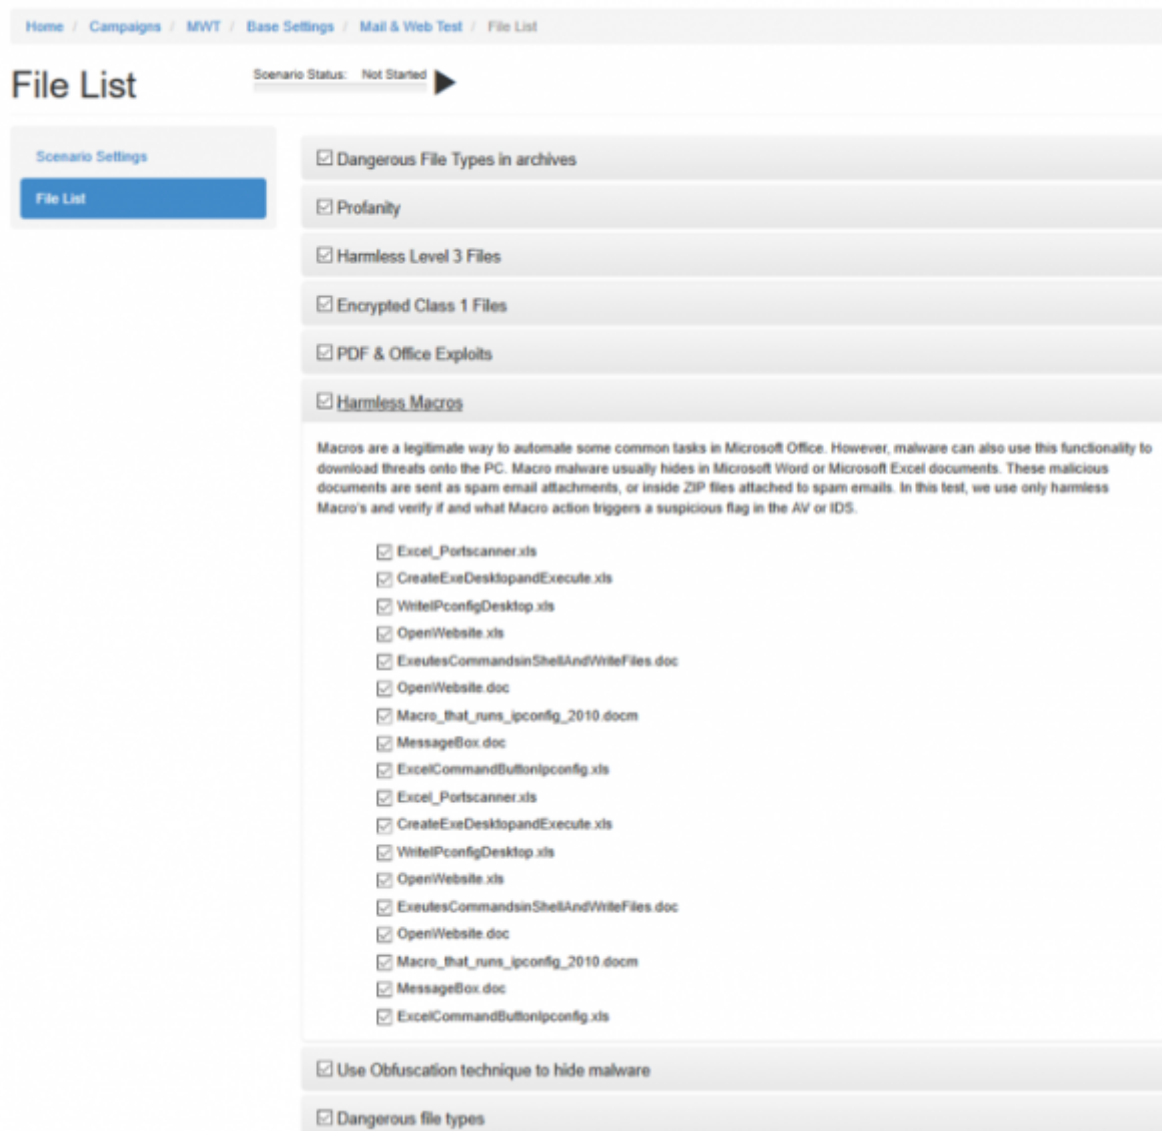 Home / Campaigns / MWT / Base Settings / Mail & Web Test / File List
File List
Scenario Status: Not Started
Scenario Settings
File List
Dangerous File Types in archives
Profanity
Harmless Level 3 Files
Encrypted Class 1 Files
PDF & Office Exploits
Harmless Macros
Macros are a legitimate way to automate some common tasks in Microsoft Office. However, malware can also use this functionality to
download threats onto the PC. Macro malware usually hides in Microsoft Word or Microsoft Excel documents. These malicious
documents are sent as spam email attachments, or inside ZIP files attached to spam emails. In this test, we use only harmless
Macro's and verify if and what Macro action triggers a suspicious flag in the AV or IDS.
Excel_Portscanner.xls
CreateExeDesktopandExecute.xls
WriteIPconfigDesktop.xls
OpenWebsite.xls
ExeutesCommandsinShellAndWriteFiles.doc
OpenWebsite.doc
Macro_that_runs_ipconfig_2010.docm
MessageBox.doc
ExcelCommandButtonIpconfig.xls
Excel_Portscanner.xls
CreateExeDesktopandExecute.xls
WriteIPconfigDesktop.xls
OpenWebsite.xls
ExeutesCommandsinShellAndWriteFiles.doc
OpenWebsite.doc
Macro_that_runs_ipconfig_2010.docm
MessageBox.doc
ExcelCommandButtonIpconfig.xls
Use Obfuscation technique to hide malware
Dangerous file types